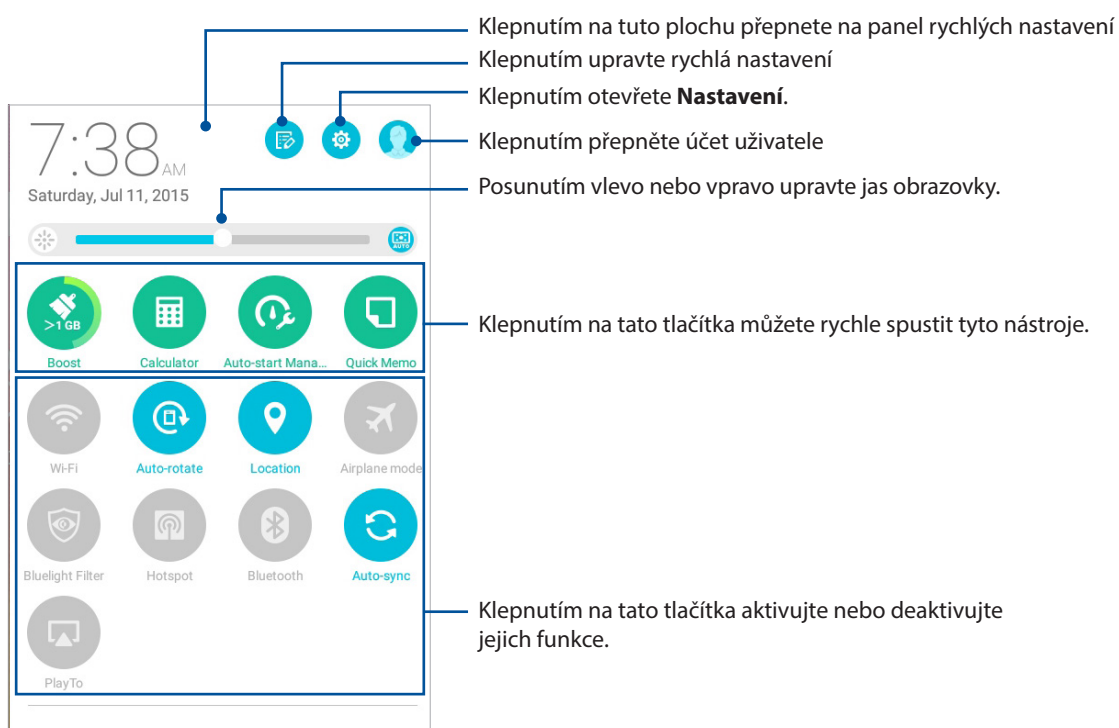 Klepnutím na tuto plochu přepnete na panel rychlých nastavení
Klepnutím upravte rychlá nastavení
Klepnutím otevřete Nastavení.
Klepnutím přepněte účet uživatele
Posunutím vlevo nebo vpravo upravte jas obrazovky.
7:38 AM
Saturday, Jul 11, 2015
AUTO
>1 GB
Boost Calculator Auto-start Mana... Quick Memo
Klepnutím na tato tlačítka můžete rychle spustit tyto nástroje.
Wi-Fi Auto-rotate Location Airplane mode
Bluelight Filter Hotspot Bluetooth Auto-sync
Klepnutím na tato tlačítka aktivujte nebo deaktivujte
jejich funkce.
PlayTo